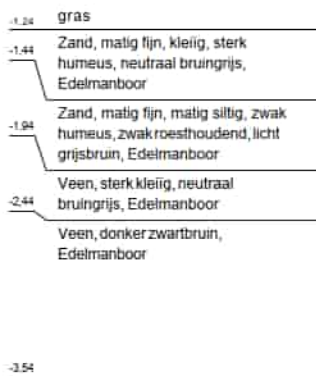 -1,24 gras
-1,44 Zand, matig fijn, kleiig, sterk
humeus, neutraal bruingrijs,
Edelmanboor
-1,94 Zand, matig fijn, matig siltig, zwak
humeus, zwak roesthoudend, licht
grijsbruin, Edelmanboor
-2,44 Veen, sterk kleiig, neutraal
bruingrijs, Edelmanboor
Veen, donker zwartbruin,
Edelmanboor
-3,54